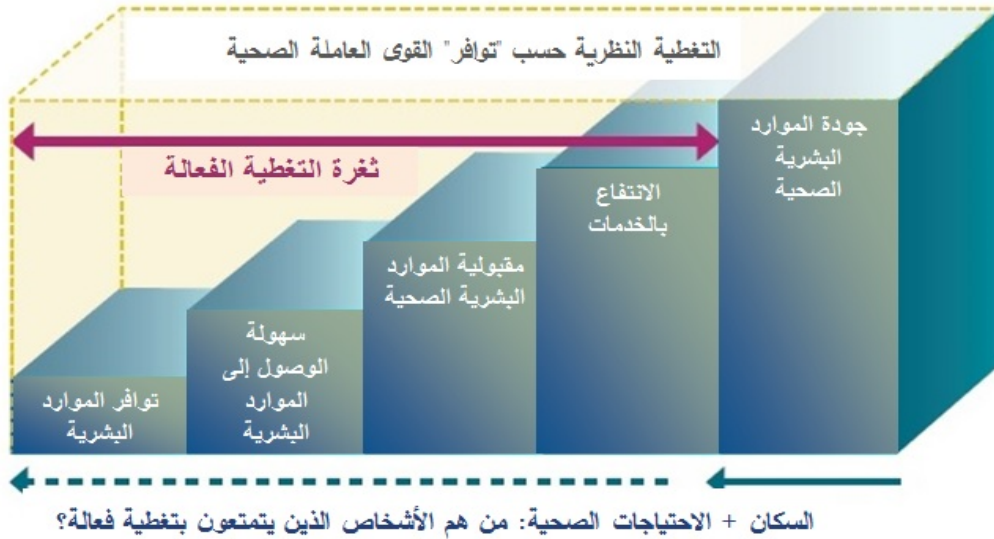 التغطية النظرية حسب "توافر" القوى العاملة الصحية
ثغرة التغطية الفعالة
جودة الموارد
البشرية
الصحية
الانتفاع
بالخدمات
مقبولية الموارد
البشرية الصحية
سهولة
الوصول إلى
الموارد
البشرية
توافر الموارد
البشرية
السكان + الاحتياجات الصحية: من هم الأشخاص الذين يتمتعون بتغطية فعالة؟